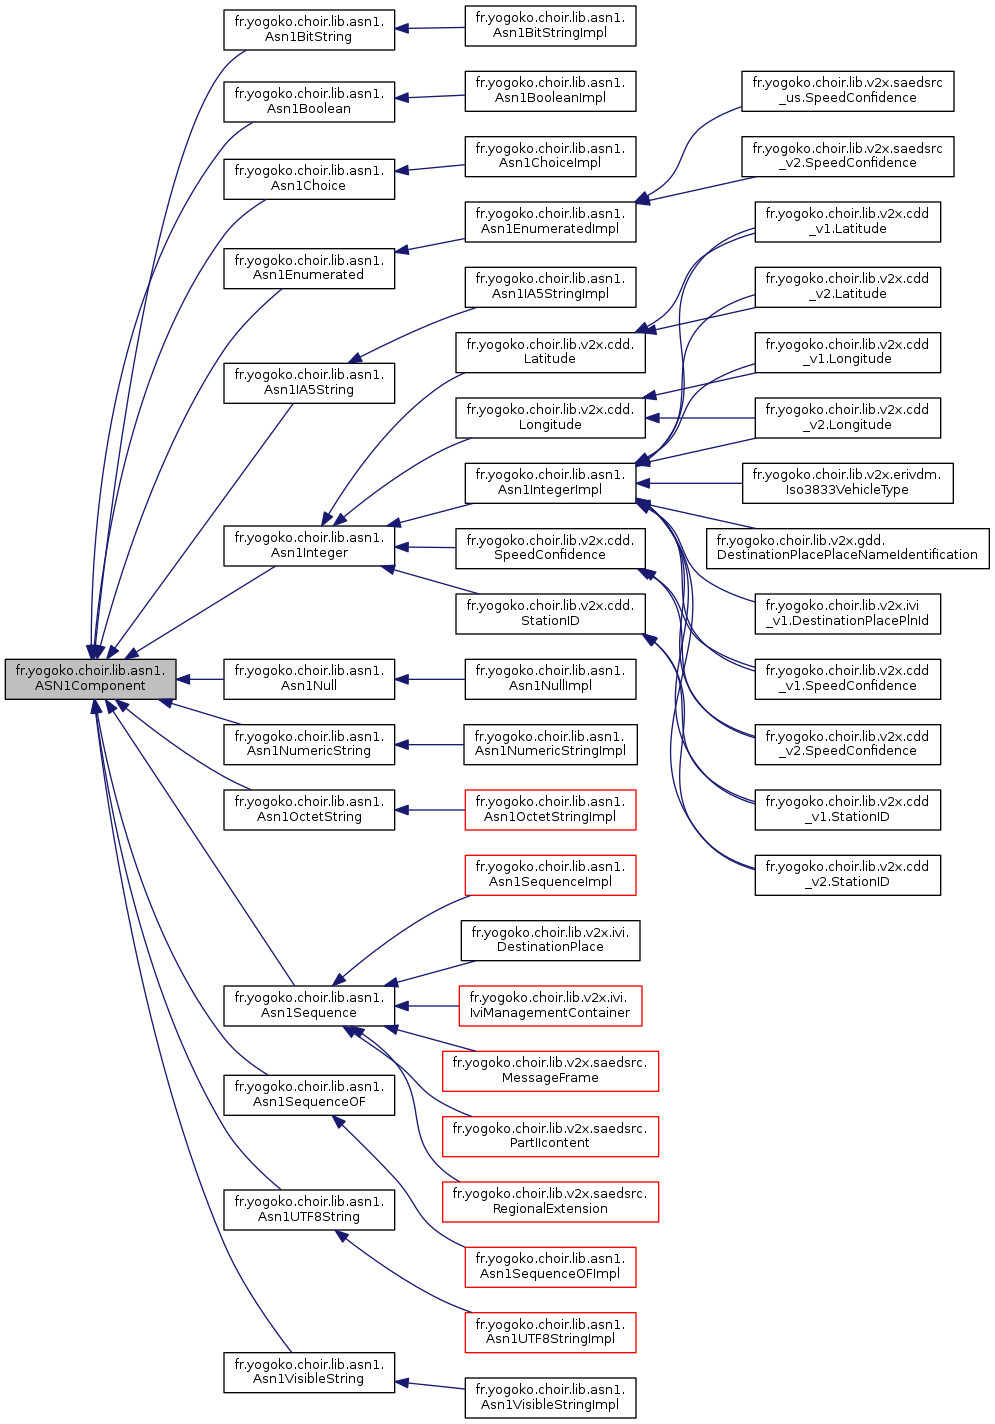 fr.yogoko.choir.lib.asn1.
ASN1Component
fr.yogoko.choir.lib.asn1.
Asn1BitString
fr.yogoko.choir.lib.asn1.
Asn1Boolean
fr.yogoko.choir.lib.asn1.
Asn1Choice
fr.yogoko.choir.lib.asn1.
Asn1Enumerated
fr.yogoko.choir.lib.asn1.
Asn1IA5String
fr.yogoko.choir.lib.asn1.
Asn1Integer
fr.yogoko.choir.lib.asn1.
Asn1Null
fr.yogoko.choir.lib.asn1.
Asn1NumericString
fr.yogoko.choir.lib.asn1.
Asn1OctetString
fr.yogoko.choir.lib.asn1.
Asn1Sequence
fr.yogoko.choir.lib.asn1.
Asn1SequenceOF
fr.yogoko.choir.lib.asn1.
Asn1UTF8String
fr.yogoko.choir.lib.asn1.
Asn1VisibleString
fr.yogoko.choir.lib.asn1.
Asn1BitStringImpl
fr.yogoko.choir.lib.asn1.
Asn1BooleanImpl
fr.yogoko.choir.lib.asn1.
Asn1ChoiceImpl
fr.yogoko.choir.lib.asn1.
Asn1EnumeratedImpl
fr.yogoko.choir.lib.asn1.
Asn1IA5StringImpl
fr.yogoko.choir.lib.v2x.cdd.
Latitude
fr.yogoko.choir.lib.v2x.cdd.
Longitude
fr.yogoko.choir.lib.asn1.
Asn1IntegerImpl
fr.yogoko.choir.lib.v2x.cdd.
SpeedConfidence
fr.yogoko.choir.lib.v2x.cdd.
StationID
fr.yogoko.choir.lib.asn1.
Asn1NullImpl
fr.yogoko.choir.lib.asn1.
Asn1NumericStringImpl
fr.yogoko.choir.lib.asn1.
Asn1OctetStringImpl
fr.yogoko.choir.lib.asn1.
Asn1SequenceImpl
fr.yogoko.choir.lib.v2x.ivi.
DestinationPlace
fr.yogoko.choir.lib.v2x.ivi.
IviManagementContainer
fr.yogoko.choir.lib.v2x.saedsrc.
MessageFrame
fr.yogoko.choir.lib.v2x.saedsrc.
PartIIcontent
fr.yogoko.choir.lib.v2x.saedsrc.
RegionalExtension
fr.yogoko.choir.lib.asn1.
Asn1SequenceOFImpl
fr.yogoko.choir.lib.asn1.
Asn1UTF8StringImpl
fr.yogoko.choir.lib.asn1.
Asn1VisibleStringImpl
fr.yogoko.choir.lib.v2x.saedsrc
_us.SpeedConfidence
fr.yogoko.choir.lib.v2x.saedsrc
_v2.SpeedConfidence
fr.yogoko.choir.lib.v2x.cdd
_v1.Latitude
fr.yogoko.choir.lib.v2x.cdd
_v2.Latitude
fr.yogoko.choir.lib.v2x.cdd
_v1.Longitude
fr.yogoko.choir.lib.v2x.cdd
_v2.Longitude
fr.yogoko.choir.lib.v2x.erivdm.
Iso3833VehicleType
fr.yogoko.choir.lib.v2x.gdd.
DestinationPlacePlaceNameIdentification
fr.yogoko.choir.lib.v2x.ivi
_v1.DestinationPlacePlnId
fr.yogoko.choir.lib.v2x.cdd
_v1.SpeedConfidence
fr.yogoko.choir.lib.v2x.cdd
_v2.SpeedConfidence
fr.yogoko.choir.lib.v2x.cdd
_v1.StationID
fr.yogoko.choir.lib.v2x.cdd
_v2.StationID